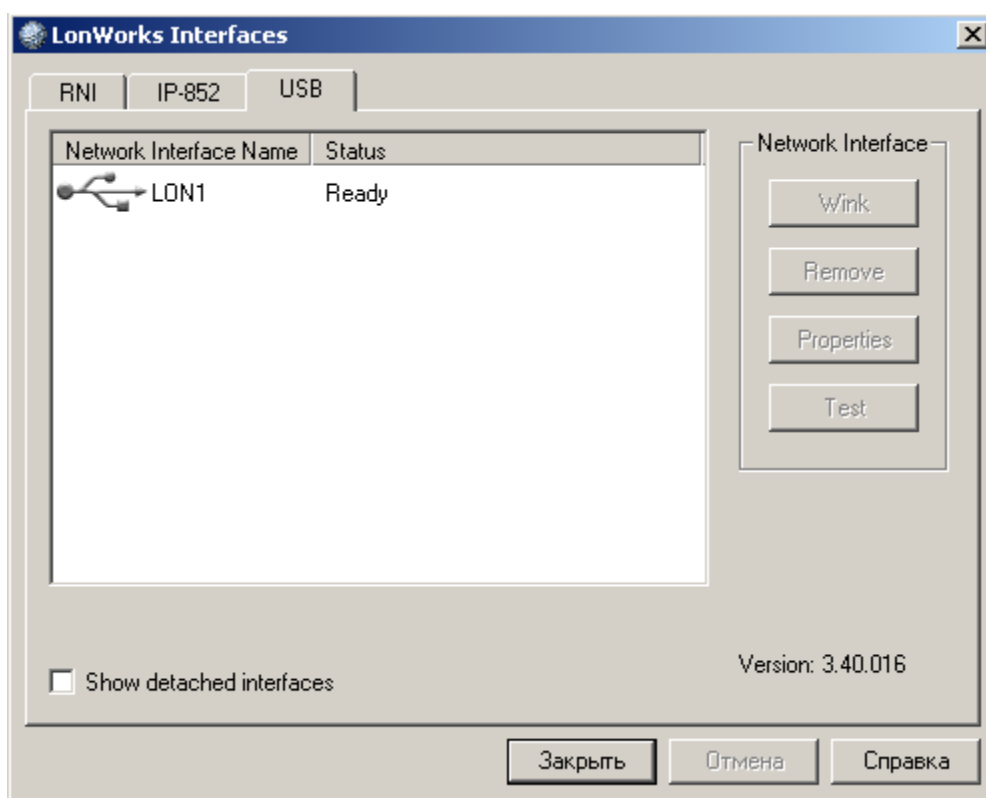 LonWorks Interfaces
RNI IP-852 USB
Network Interface Name Status
LON1 Ready
Network Interface
Wink
Remove
Properties
Test
Show detached interfaces
Version: 3.40.016
Закрыть Отмена Справка